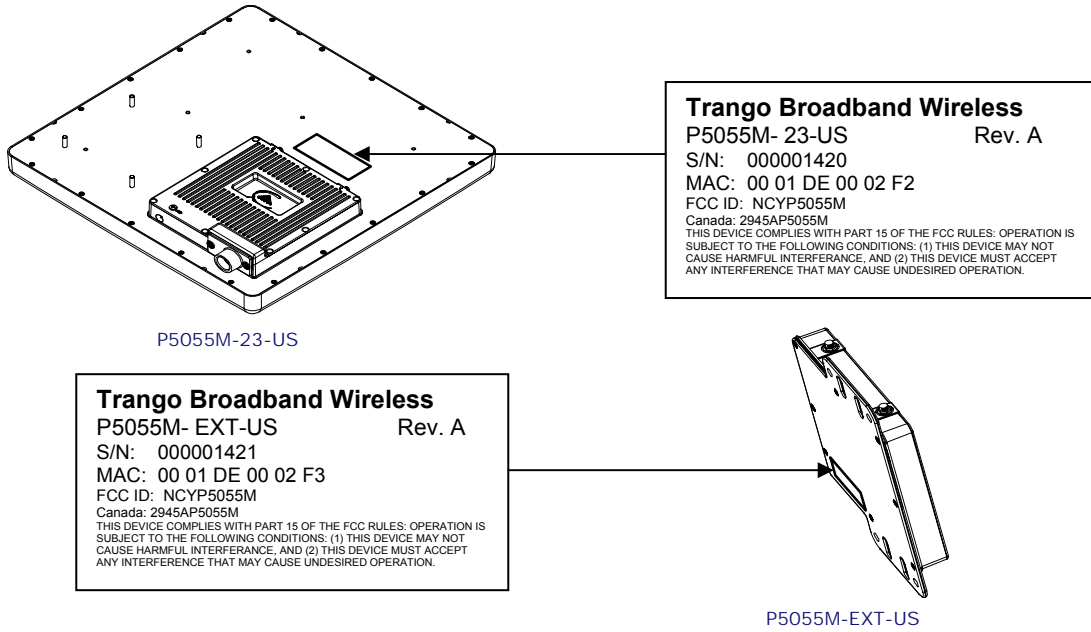 Trango Broadband Wireless
P5055M- 23-US Rev. A
S/N: 000001420
MAC: 00 01 DE 00 02 F2
FCC ID: NCYP5055M
Canada: 2945AP5055M
THIS DEVICE COMPLIES WITH PART 15 OF THE FCC RULES: OPERATION IS
SUBJECT TO THE FOLLOWING CONDITIONS: (1) THIS DEVICE MAY NOT
CAUSE HARMFUL INTERFERANCE, AND (2) THIS DEVICE MUST ACCEPT
ANY INTERFERENCE THAT MAY CAUSE UNDESIRED OPERATION.
P5055M-23-US
Trango Broadband Wireless
P5055M- EXT-US Rev. A
S/N: 000001421
MAC: 00 01 DE 00 02 F3
FCC ID: NCYP5055M
Canada: 2945AP5055M
THIS DEVICE COMPLIES WITH PART 15 OF THE FCC RULES: OPERATION IS
SUBJECT TO THE FOLLOWING CONDITIONS: (1) THIS DEVICE MAY NOT
CAUSE HARMFUL INTERFERANCE, AND (2) THIS DEVICE MUST ACCEPT
ANY INTERFERENCE THAT MAY CAUSE UNDESIRED OPERATION.
P5055M-EXT-US